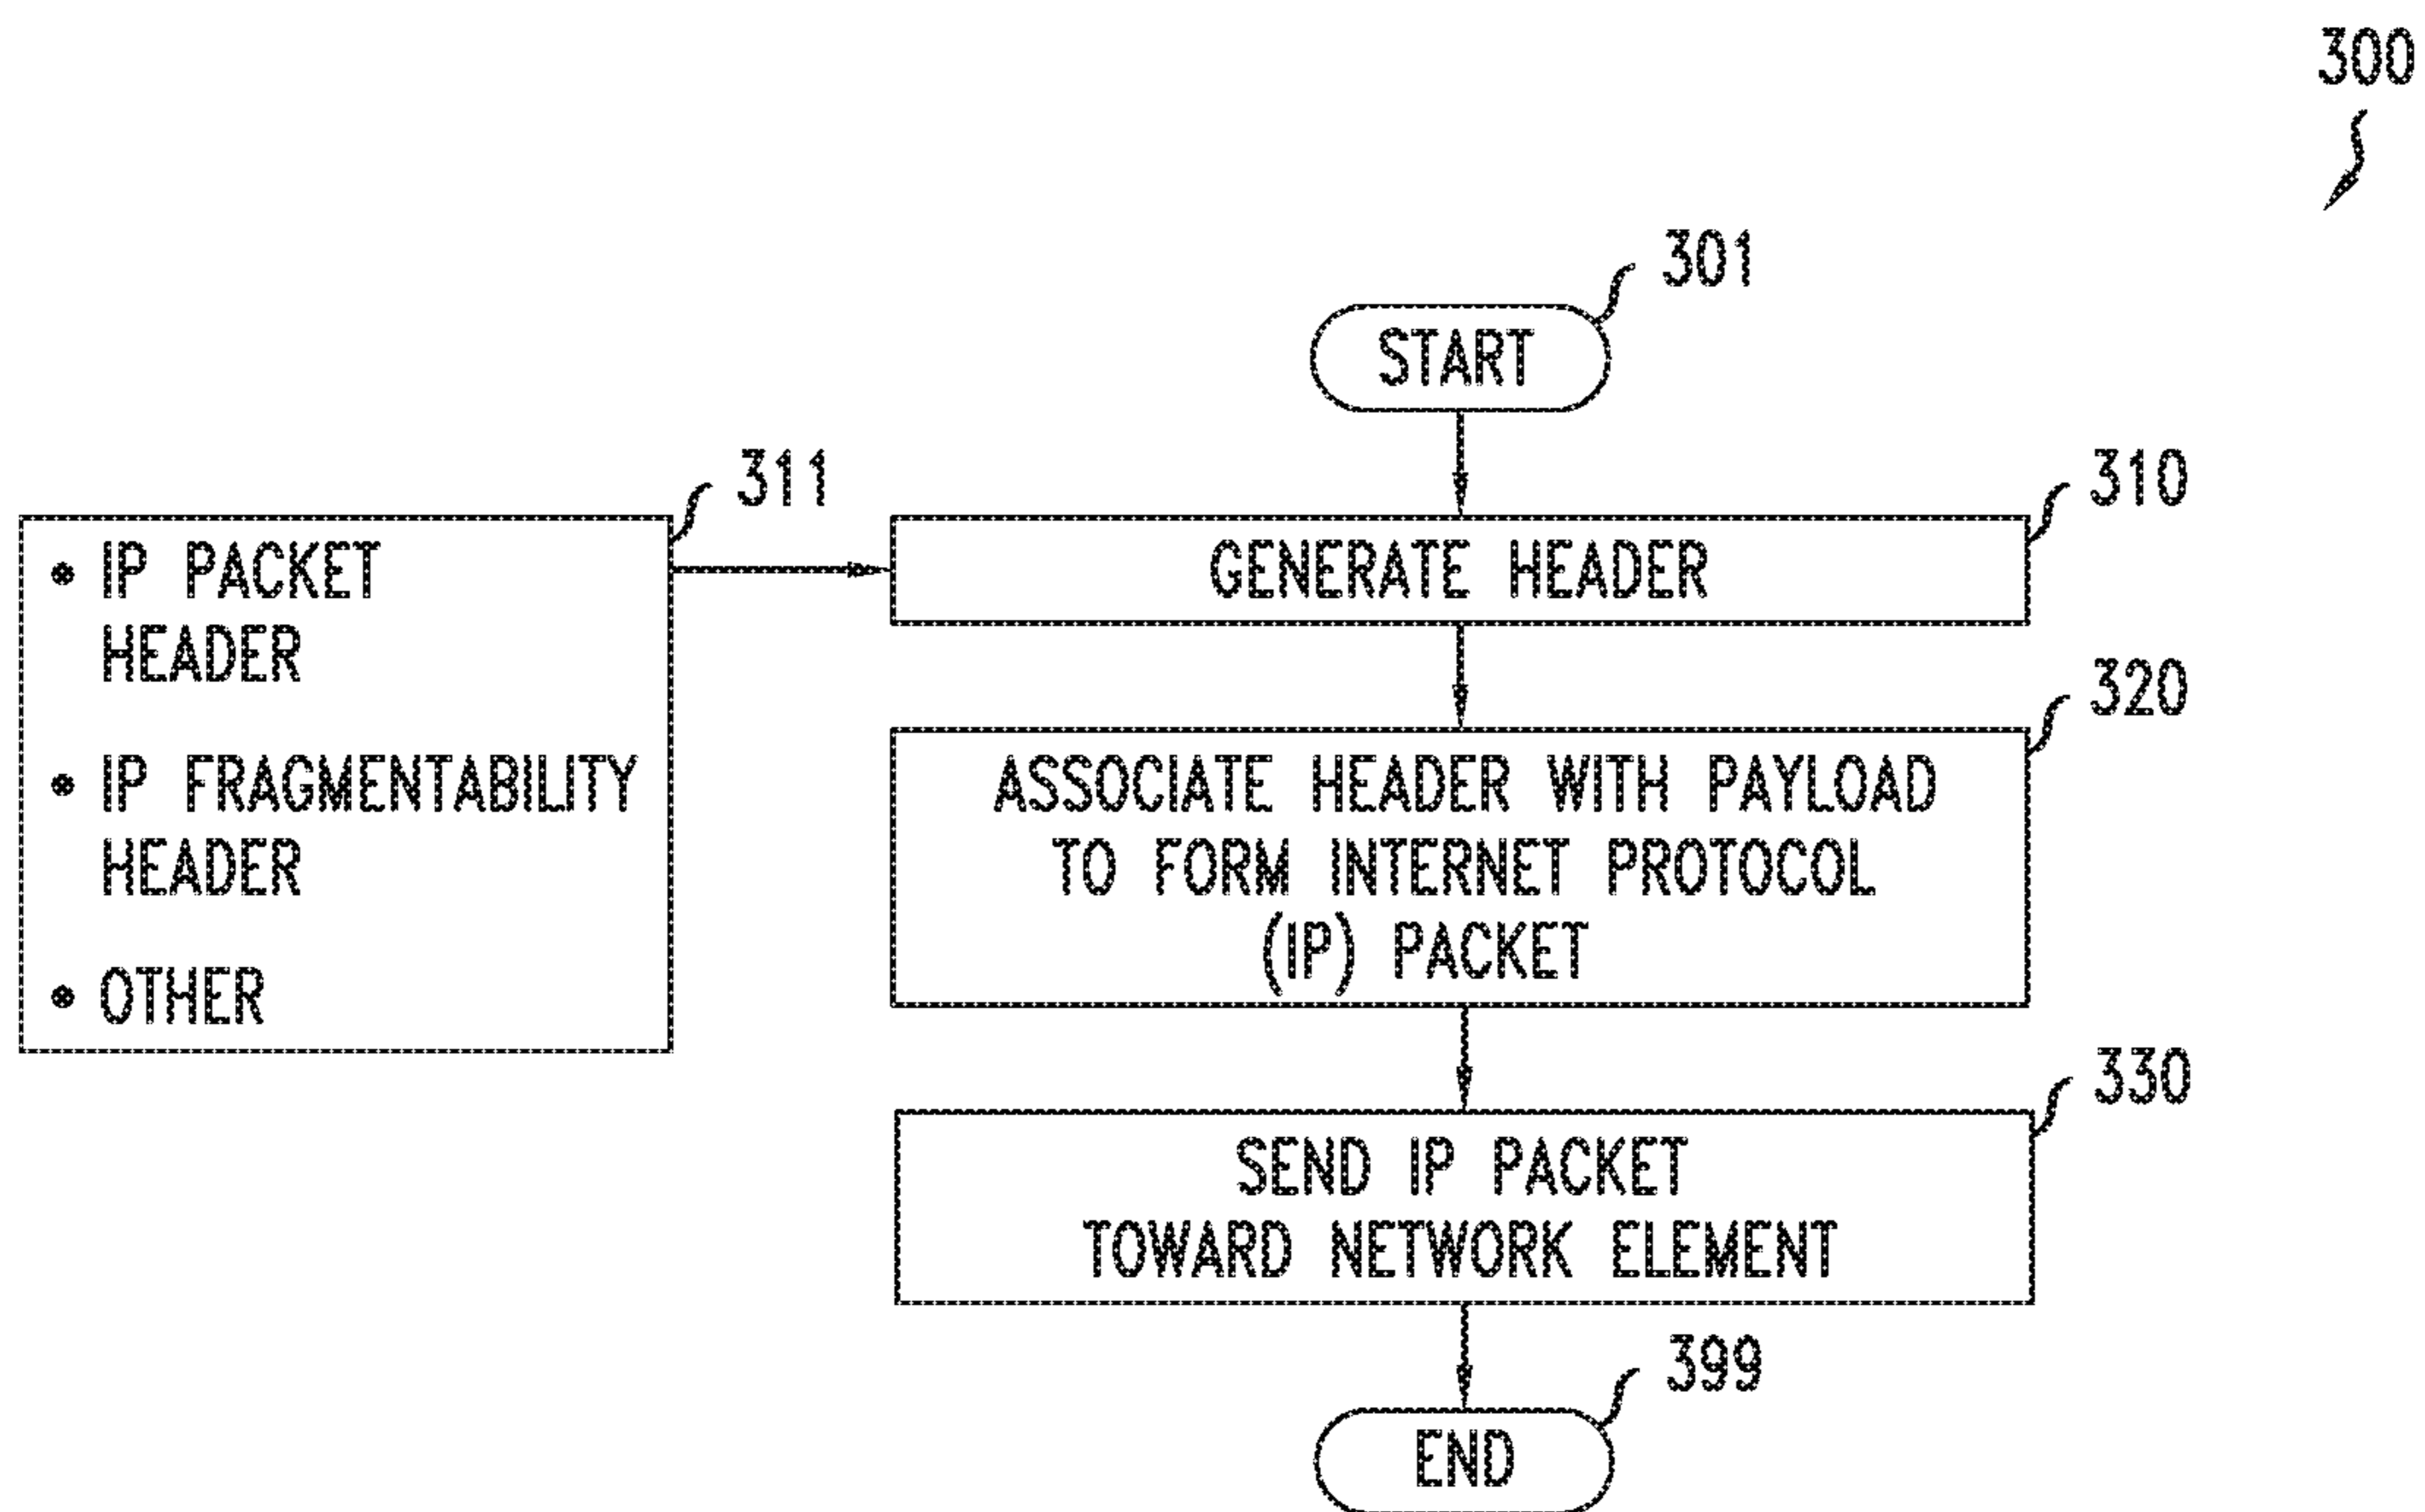 300
301
START
311
310
• IP PACKET
HEADER
GENERATE HEADER
320
• IP FRAGMENTABILITY
HEADER
• OTHER
ASSOCIATE HEADER WITH PAYLOAD
TO FORM INTERNET PROTOCOL
(IP) PACKET
330
SEND IP PACKET
TOWARD NETWORK ELEMENT
399
END